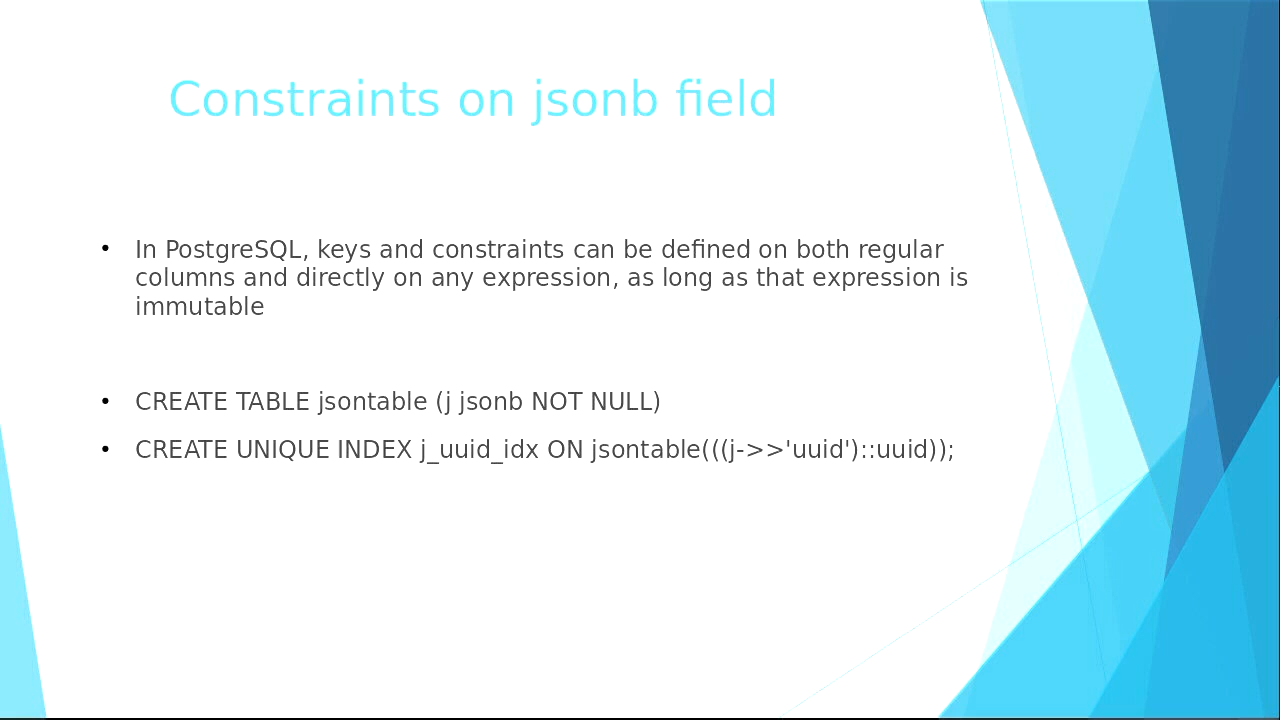 Constraints on jsonb field
• In PostgreSQL, keys and constraints can be defined on both regular
columns and directly on any expression, as long as that expression is
immutable
• CREATE TABLE jsontable (j jsonb NOT NULL)
• CREATE UNIQUE INDEX j_uuid_idx ON jsontable(((j->>'uuid')::uuid));